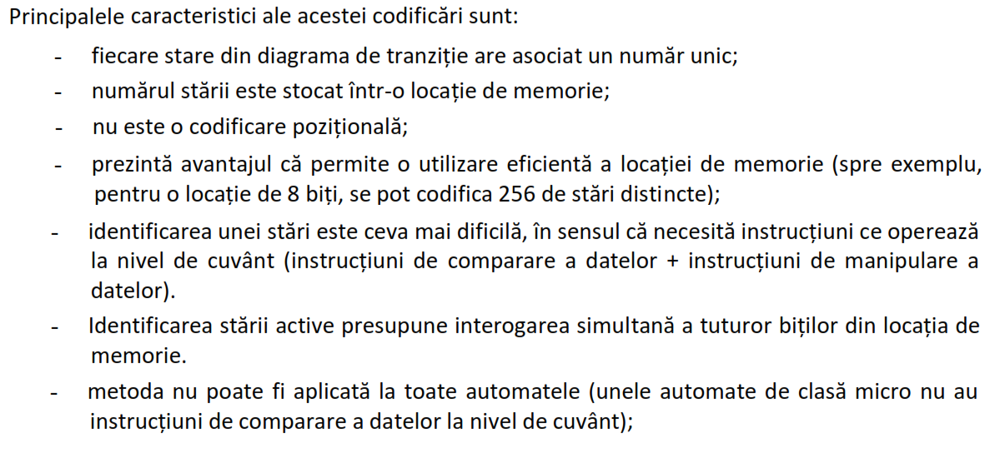 Principalele caracteristici ale acestei codificări sunt:
- fiecare stare din diagrama de tranziție are asociat un număr unic;
- numărul stării este stocat într-o locație de memorie;
- nu este o codificare pozițională;
- prezintă avantajul că permite o utilizare eficientă a locației de memorie (spre exemplu,
pentru o locație de 8 biți, se pot codifica 256 de stări distincte);
- identificarea unei stări este ceva mai dificilă, în sensul că necesită instrucțiuni ce operează
la nivel de cuvânt (instrucțiuni de comparare a datelor + instrucțiuni de manipulare a
datelor).
- Identificarea stării active presupune interogarea simultană a tuturor biților din locația de
memorie.
- metoda nu poate fi aplicată la toate automatele (unele automate de clasă micro nu au
instrucțiuni de comparare a datelor la nivel de cuvânt);